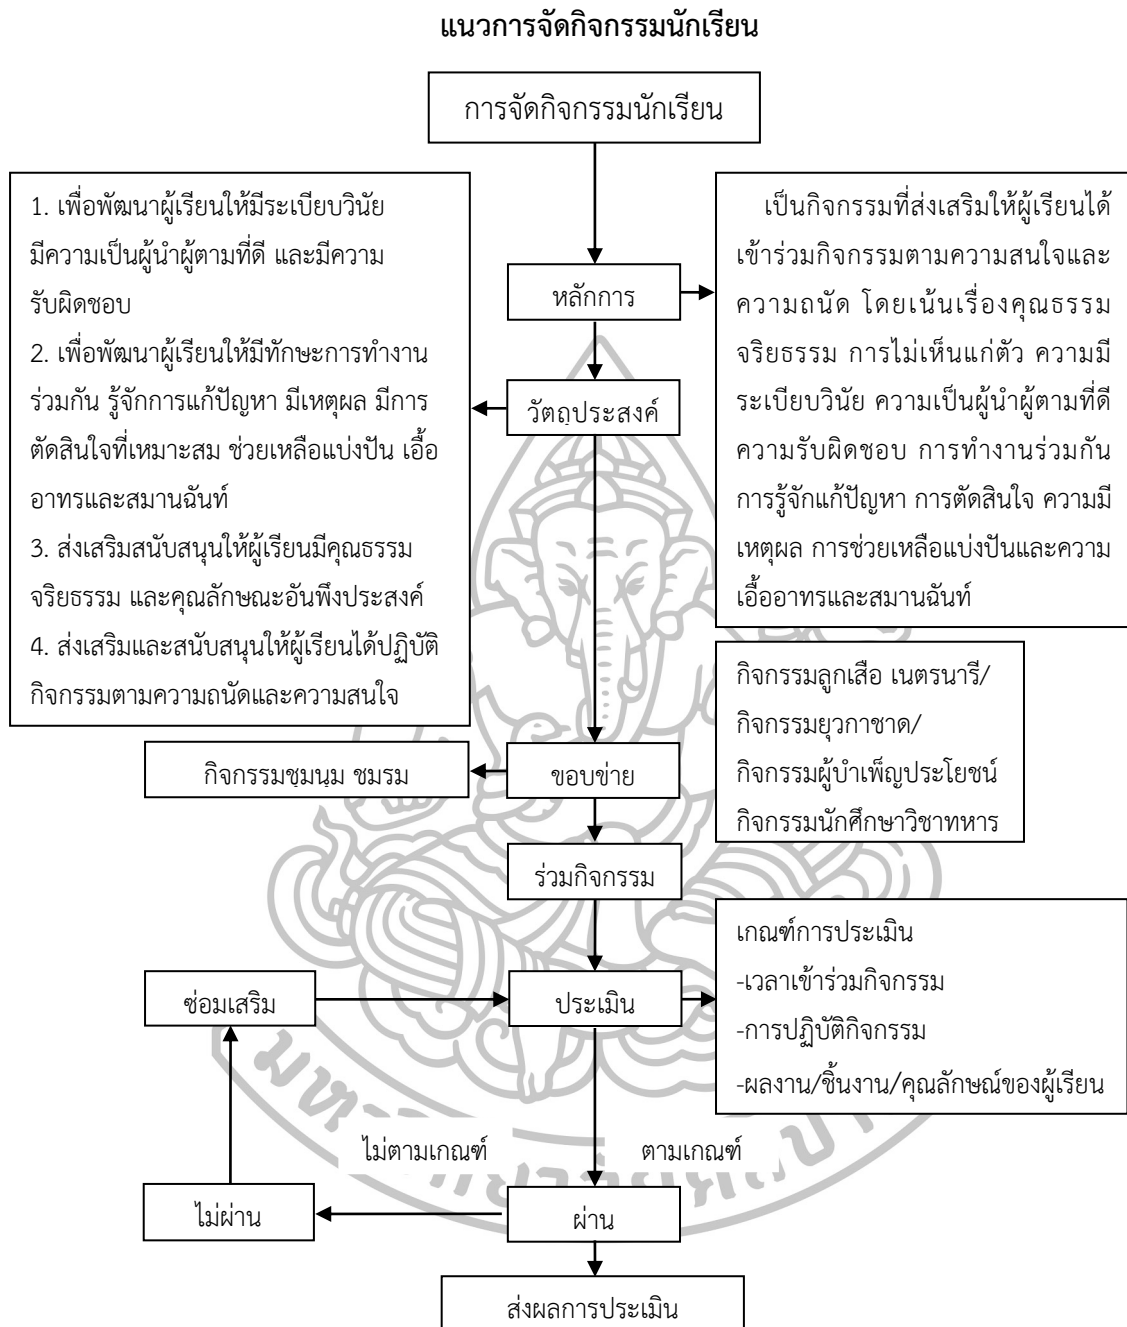 แนวการจัดกิจกรรมนักเรียน
การจัดกิจกรรมนักเรียน
1. เพื่อพัฒนาผู้เรียนให้มีระเบียบวินัย
มีความเป็นผู้นำผู้ตามที่ดี และมีความ
รับผิดชอบ
2. เพื่อพัฒนาผู้เรียนให้มีทักษะการทำงาน
ร่วมกัน รู้จักการแก้ปัญหา มีเหตุผล มีการ
ตัดสินใจที่เหมาะสม ช่วยเหลือแบ่งปัน เอื้อ
อาทรและสมานฉันท์
3. ส่งเสริมสนับสนุนให้ผู้เรียนมีคุณธรรม
จริยธรรม และคุณลักษณะอันพึงประสงค์
4. ส่งเสริมและสนับสนุนให้ผู้เรียนได้ปฏิบัติ
กิจกรรมตามความถนัดและความสนใจ
หลักการ
เป็นกิจกรรมที่ส่งเสริมให้ผู้เรียนได้
เข้าร่วมกิจกรรมตามความสนใจและ
ความถนัด โดยเน้นเรื่องคุณธรรม
จริยธรรม การไม่เห็นแก่ตัว ความมี
ระเบียบวินัย ความเป็นผู้นำผู้ตามที่ดี
ความรับผิดชอบ การทำงานร่วมกัน
การรู้จักแก้ปัญหา การตัดสินใจ ความมี
เหตุผล การช่วยเหลือแบ่งปันและความ
เอื้ออาทรและสมานฉันท์
วัตถุประสงค์
กิจกรรมชุมนุม ชมรม
ขอบข่าย
กิจกรรมลูกเสือ เนตรนารี/
กิจกรรมยุวกาชาด/
กิจกรรมผู้บำเพ็ญประโยชน์
กิจกรรมนักศึกษาวิชาทหาร
ร่วมกิจกรรม
ซ่อมเสริม
ประเมิน
เกณฑ์การประเมิน
-เวลาเข้าร่วมกิจกรรม
-การปฏิบัติกิจกรรม
-ผลงาน/ชิ้นงาน/คุณลักษณ์ของผู้เรียน
ไม่ตามเกณฑ์
ตามเกณฑ์
ไม่ผ่าน
ผ่าน
ส่งผลการประเมิน